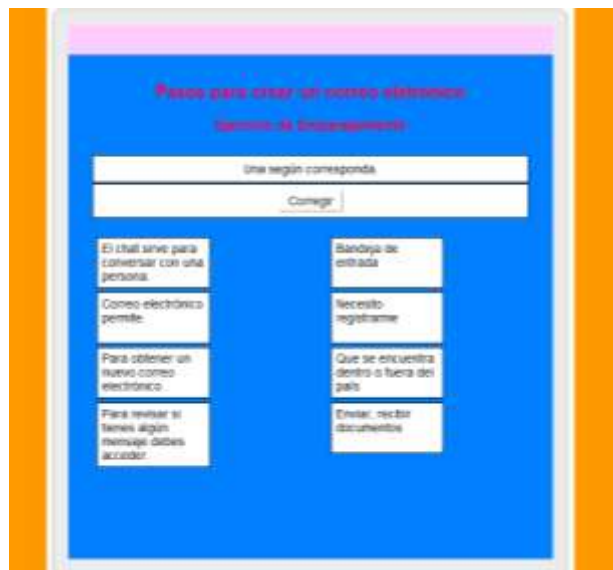 Pasos para crear un correo eletronico
Ejercicio de Emparejamiento
Una según corresponda.
Corregir
El chat sirve para
conversar con una
persona:
Correo electrónico
permite
Para obtener un
nuevo correo
electrónico
Para revisar si
tienes algún
mensaje debes
acceder
Bandeja de
entrada
Necesito
registrarme
Que se encuentra
dentro o fuera del
país
Enviar, recibir
documentos